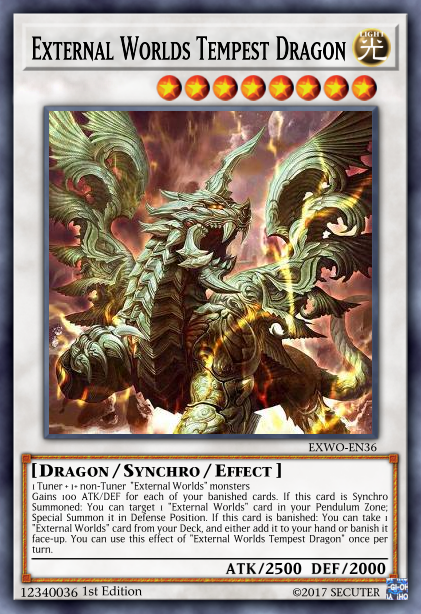 External Worlds Tempest Dragon
LIGHT
光
EXWO-EN36
[Dragon / Synchro / Effect]
1 Tuner + 1+ non-Tuner "External Worlds" monsters
Gains 100 ATK/DEF for each of your banished cards. If this card is Synchro
Summoned: You can target 1 "External Worlds" card in your Pendulum Zone;
Special Summon it in Defense Position. If this card is banished: You can take 1
"External Worlds" card from your Deck, and either add it to your hand or banish it
face-up. You can use this effect of "External Worlds Tempest Dragon" once per
turn.
ATK/2500 DEF/2000
12340036 1st Edition
©2017 SECUTER